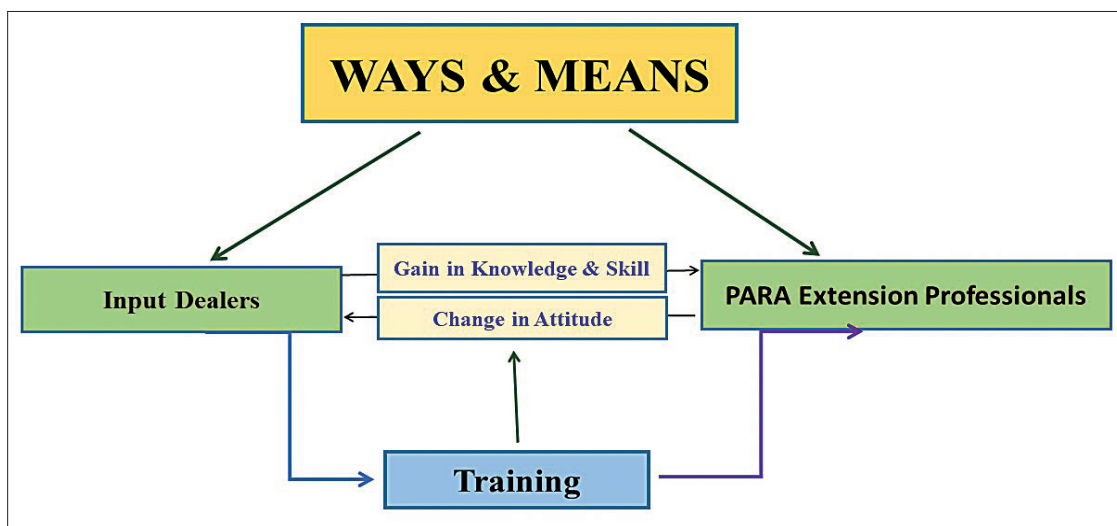 WAYS & MEANS
Gain in Knowledge & Skill
Input Dealers
PARA Extension Professionals
Change in Attitude
Training